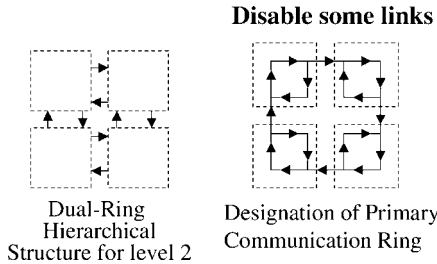 Disable some links
Dual-Ring
Hierarchical
Structure for level 2
Designation of Primary
Communication Ring